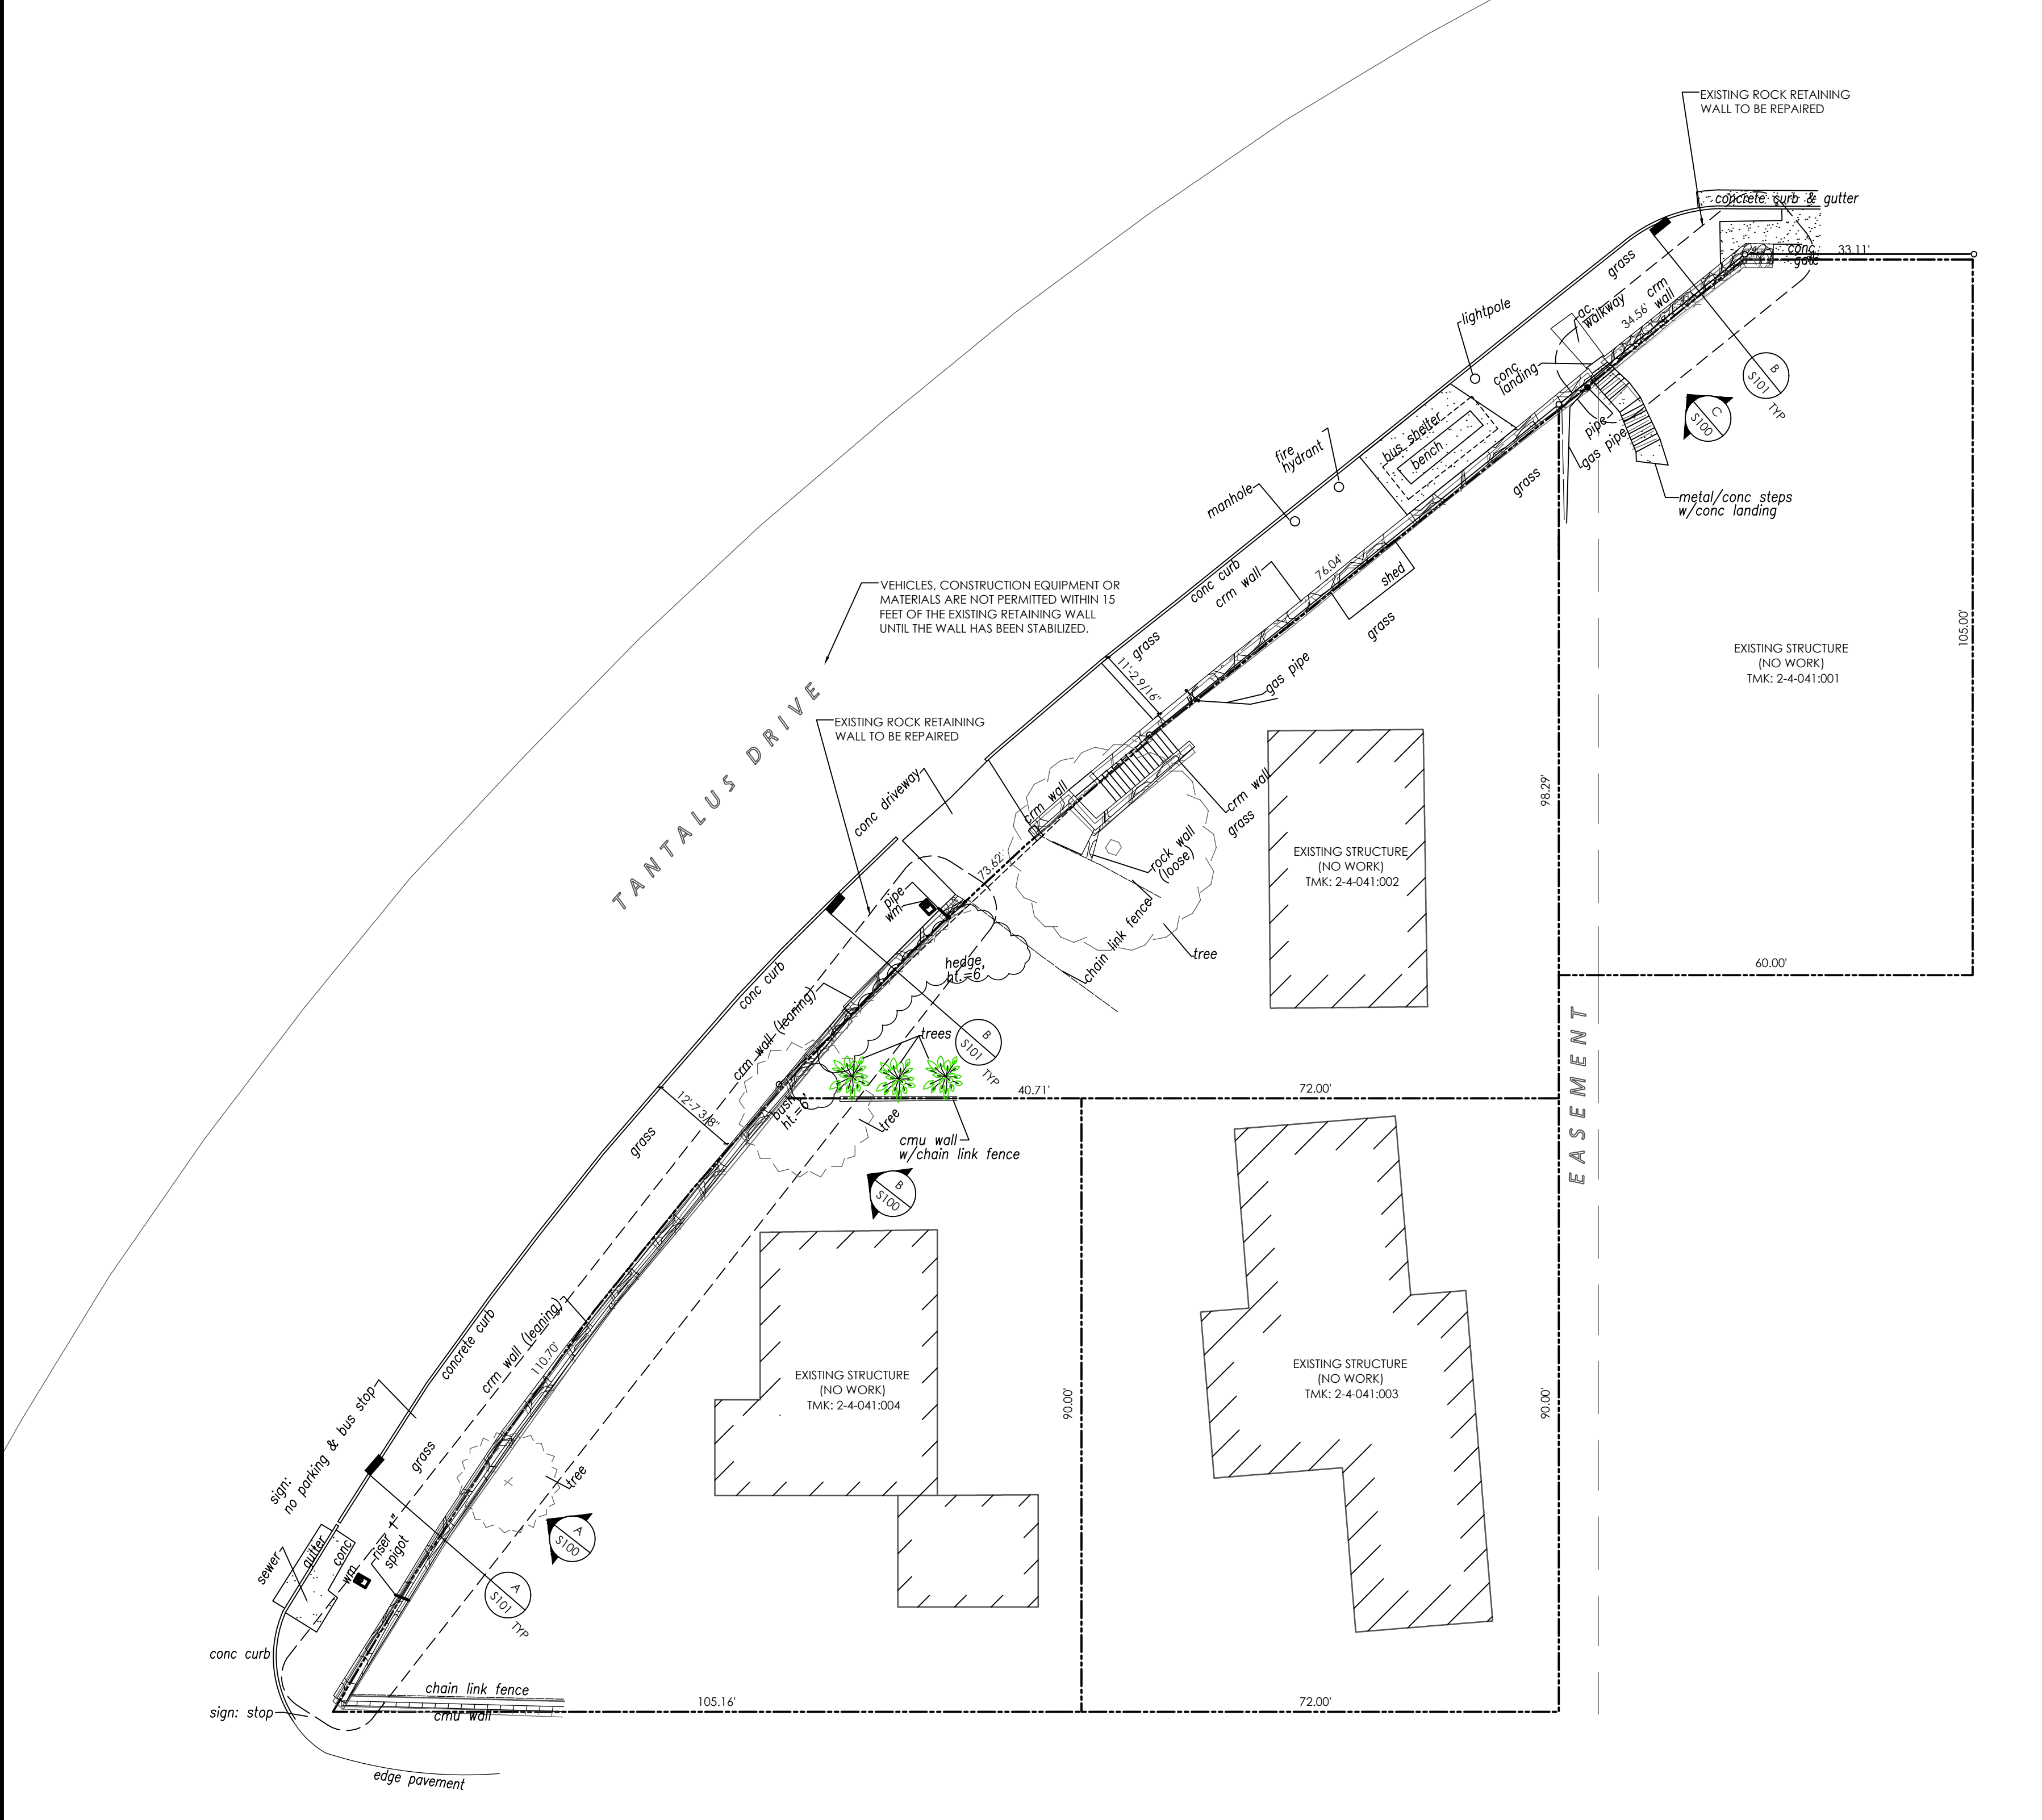 EXISTING ROCK RETAINING
WALL TO BE REPAIRED
concrete curb & gutter
conc
gate
33.11'
grass
crm
wall
34.56'
ac.
walkway
lightpole
conc
landing
B
S101
TYP
C
S100
pipe
gas pipe
metal/conc steps
w/conc landing
bus shelter
bench
grass
fire
hydrant
manhole
conc curb
crm wall
76.04'
shed
grass
VEHICLES, CONSTRUCTION EQUIPMENT OR
MATERIALS ARE NOT PERMITTED WITHIN 15
FEET OF THE EXISTING RETAINING WALL
UNTIL THE WALL HAS BEEN STABILIZED.
grass
11'-2 9/16"
gas pipe
EXISTING STRUCTURE
(NO WORK)
TMK: 2-4-041:001
105.00'
TANTALUS DRIVE
EXISTING ROCK RETAINING
WALL TO BE REPAIRED
conc driveway
crm wall
crm wall
grass
98.29'
73.62'
rock wall
(loose)
EXISTING STRUCTURE
(NO WORK)
TMK: 2-4-041:002
pipe
wm
chain link fence
tree
hedge,
ht.=6'
60.00'
conc curb
crm wall (leaning)
trees
B
S101
TYP
EASEMENT
40.71'
72.00'
bush
ht.=6'
12'-7 3/8"
tree
grass
cmu wall
w/chain link fence
B
S100
concrete curb
crm wall (leaning)
110.70'
EXISTING STRUCTURE
(NO WORK)
TMK: 2-4-041:004
90.00'
EXISTING STRUCTURE
(NO WORK)
TMK: 2-4-041:003
90.00'
sign:
no parking & bus stop
grass
tree
A
S100
sewer
gutter
conc
wm
riser 1"
spigot
A
S101
TYP
conc curb
chain link fence
105.16'
72.00'
sign: stop
cmu wall
edge pavement